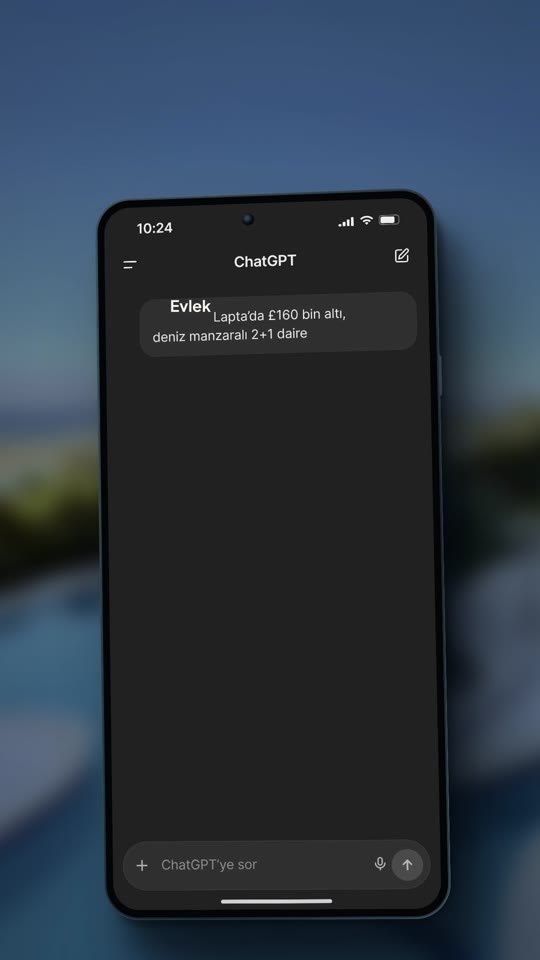 10:24
ChatGPT
Evlek Lapta'da £160 bin altı,
deniz manzaralı 2+1 daire
ChatGPT'ye sor